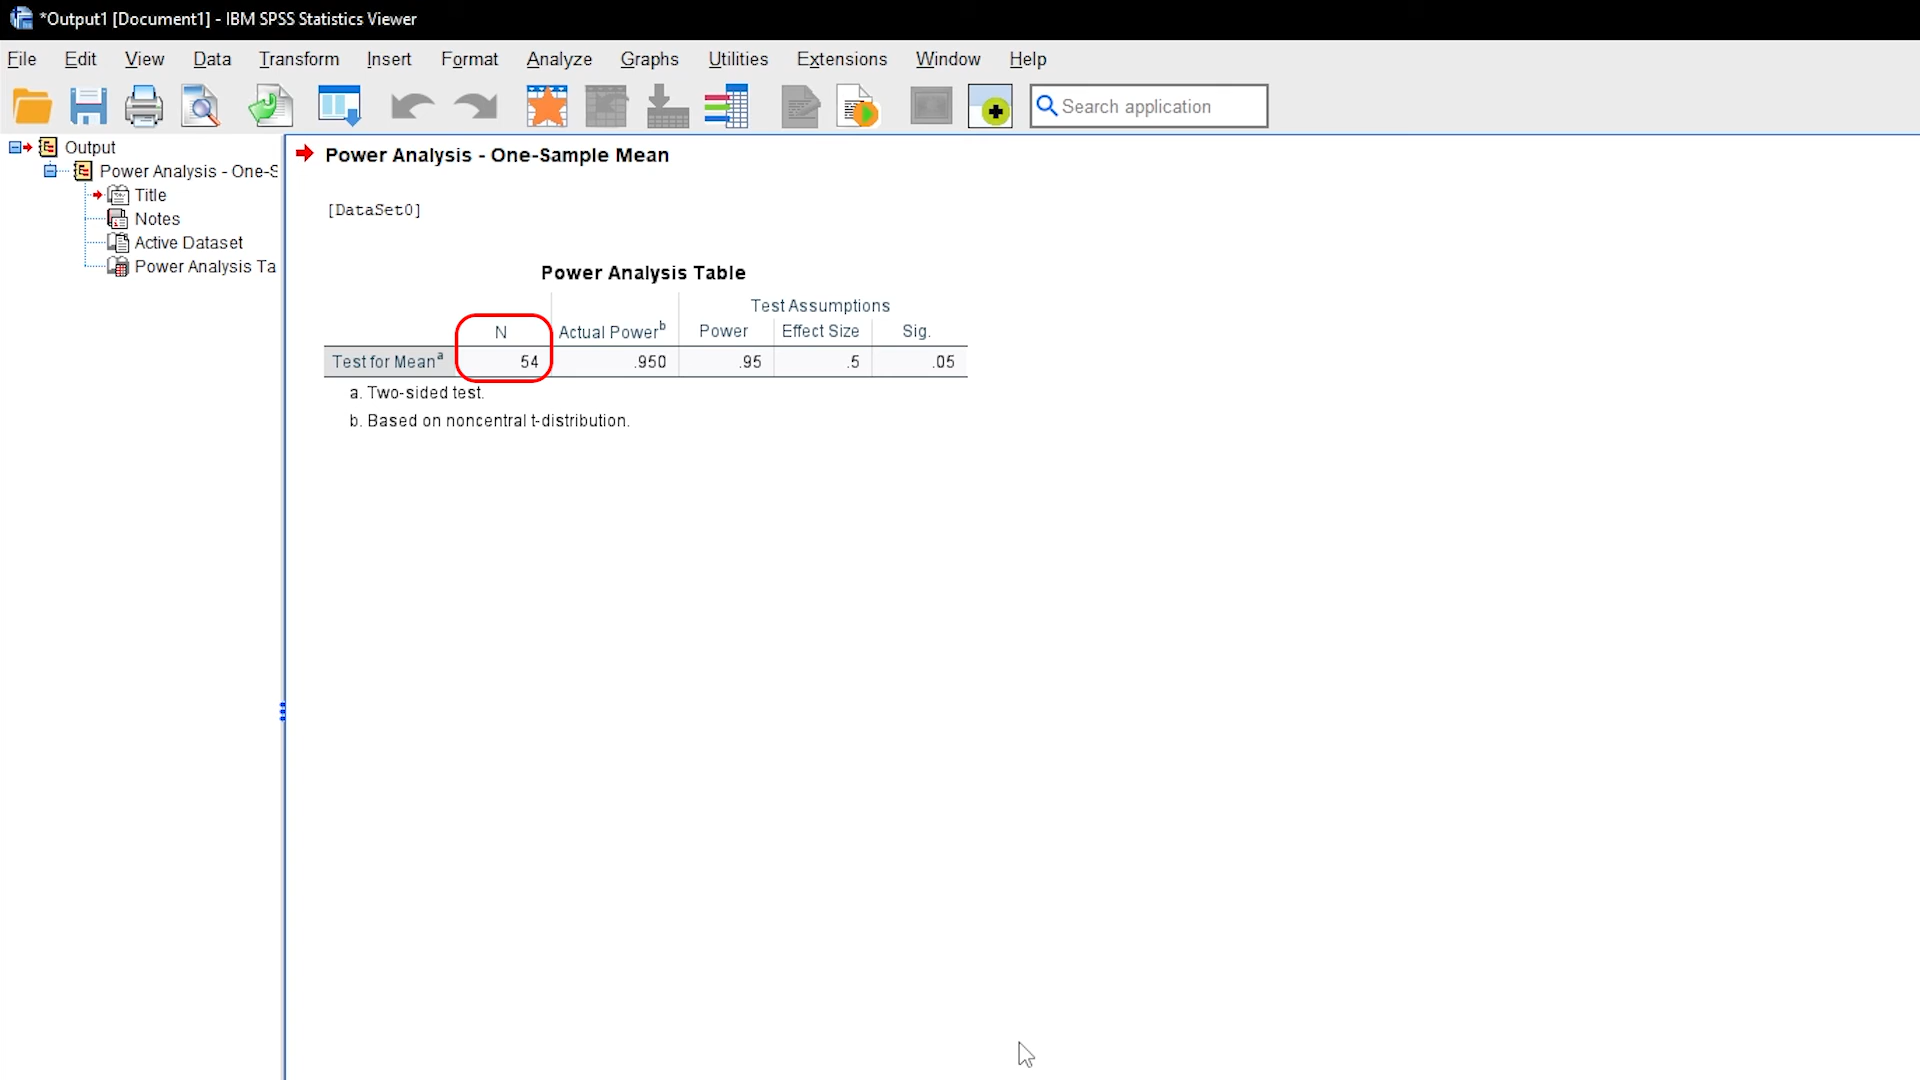 *Output1 [Document1] - IBM SPSS Statistics Viewer
File Edit View Data Transform Insert Format Analyze Graphs Utilities Extensions Window Help
Search application
Output
Power Analysis - One-S
Title
Notes
Active Dataset
Power Analysis Ta
Power Analysis - One-Sample Mean
[DataSet0]
Power Analysis Table
Test Assumptions
N Actual Power^b Power Effect Size Sig.
Test for Mean^a 54 .950 .95 .5 .05
a. Two-sided test.
b. Based on noncentral t-distribution.